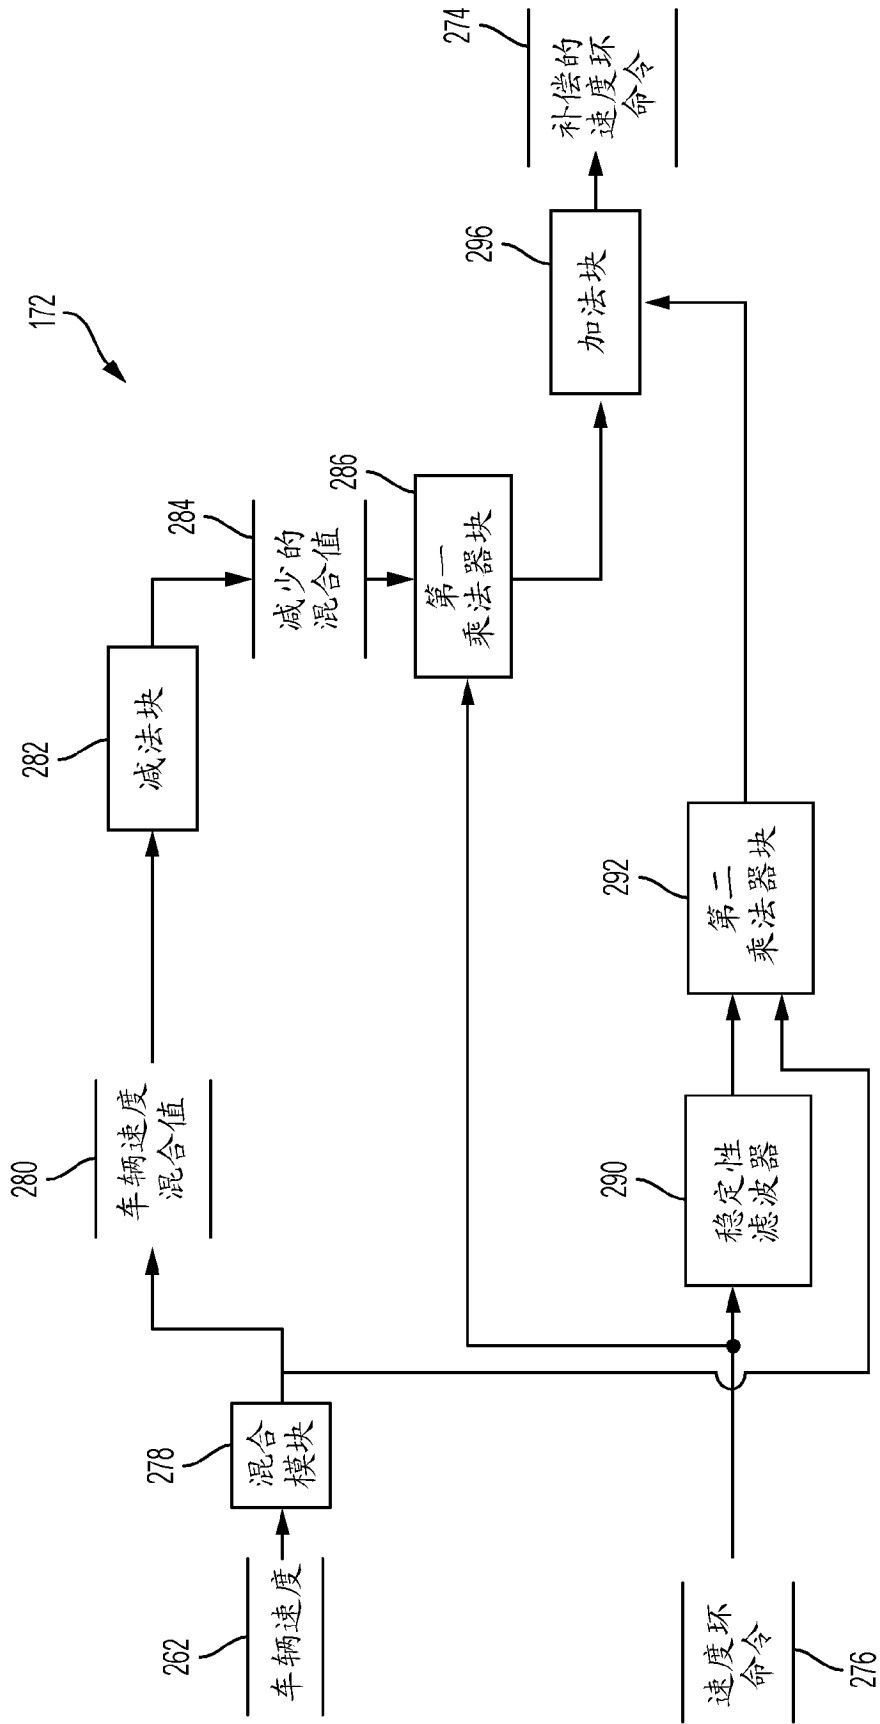 172
262
车辆速度
278
混合
模块
280
车辆速度
混合值
282
减法块
284
减少的
混合值
286
第一
乘法器块
276
速度环
命令
290
稳定性
滤波器
292
第二
乘法器块
296
加法块
274
补偿的
速度环
命令